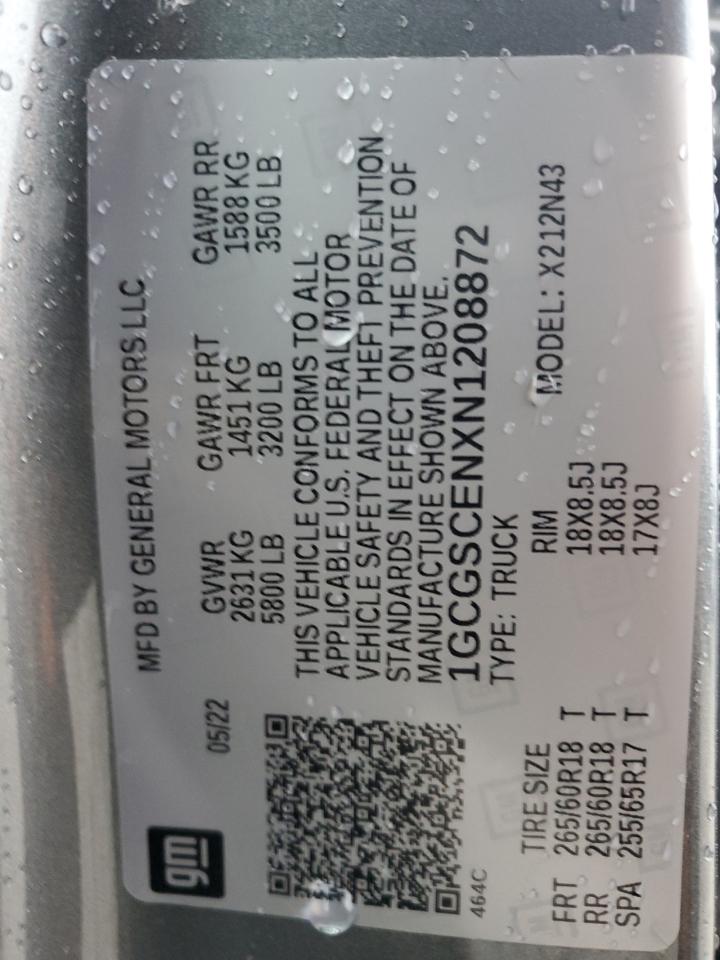 gm
MFD BY GENERAL MOTORS LLC
05/22
GVWR GAWR FRT GAWR RR
2631 KG 1451 KG 1588 KG
5800 LB 3200 LB 3500 LB
THIS VEHICLE CONFORMS TO ALL
APPLICABLE U.S. FEDERAL MOTOR
VEHICLE SAFETY AND THEFT PREVENTION
STANDARDS IN EFFECT ON THE DATE OF
MANUFACTURE SHOWN ABOVE.
1GCGSCENXN1208872
TYPE: TRUCK
464C
MODEL: X212N43
TIRE SIZE RIM
FRT 265/60R18 T 18X8.5J
RR 265/60R18 T 18X8.5J
SPA 255/65R17 T 17X8J